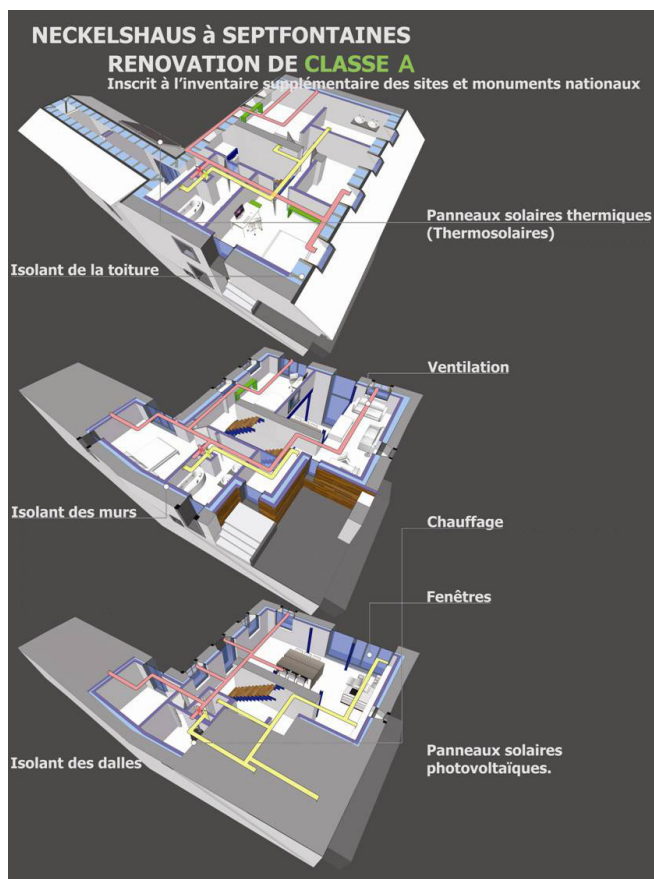 NECKELSHAUS à SEPTFONTAINES
RENOVATION DE CLASSE A
Inscrit à l'inventaire supplémentaire des sites et monuments nationaux
Panneaux solaires thermiques
(Thermosolaires)
Isolant de la toiture
Ventilation
Isolant des murs
Chauffage
Fenêtres
Isolant des dalles
Panneaux solaires
photovoltaïques.